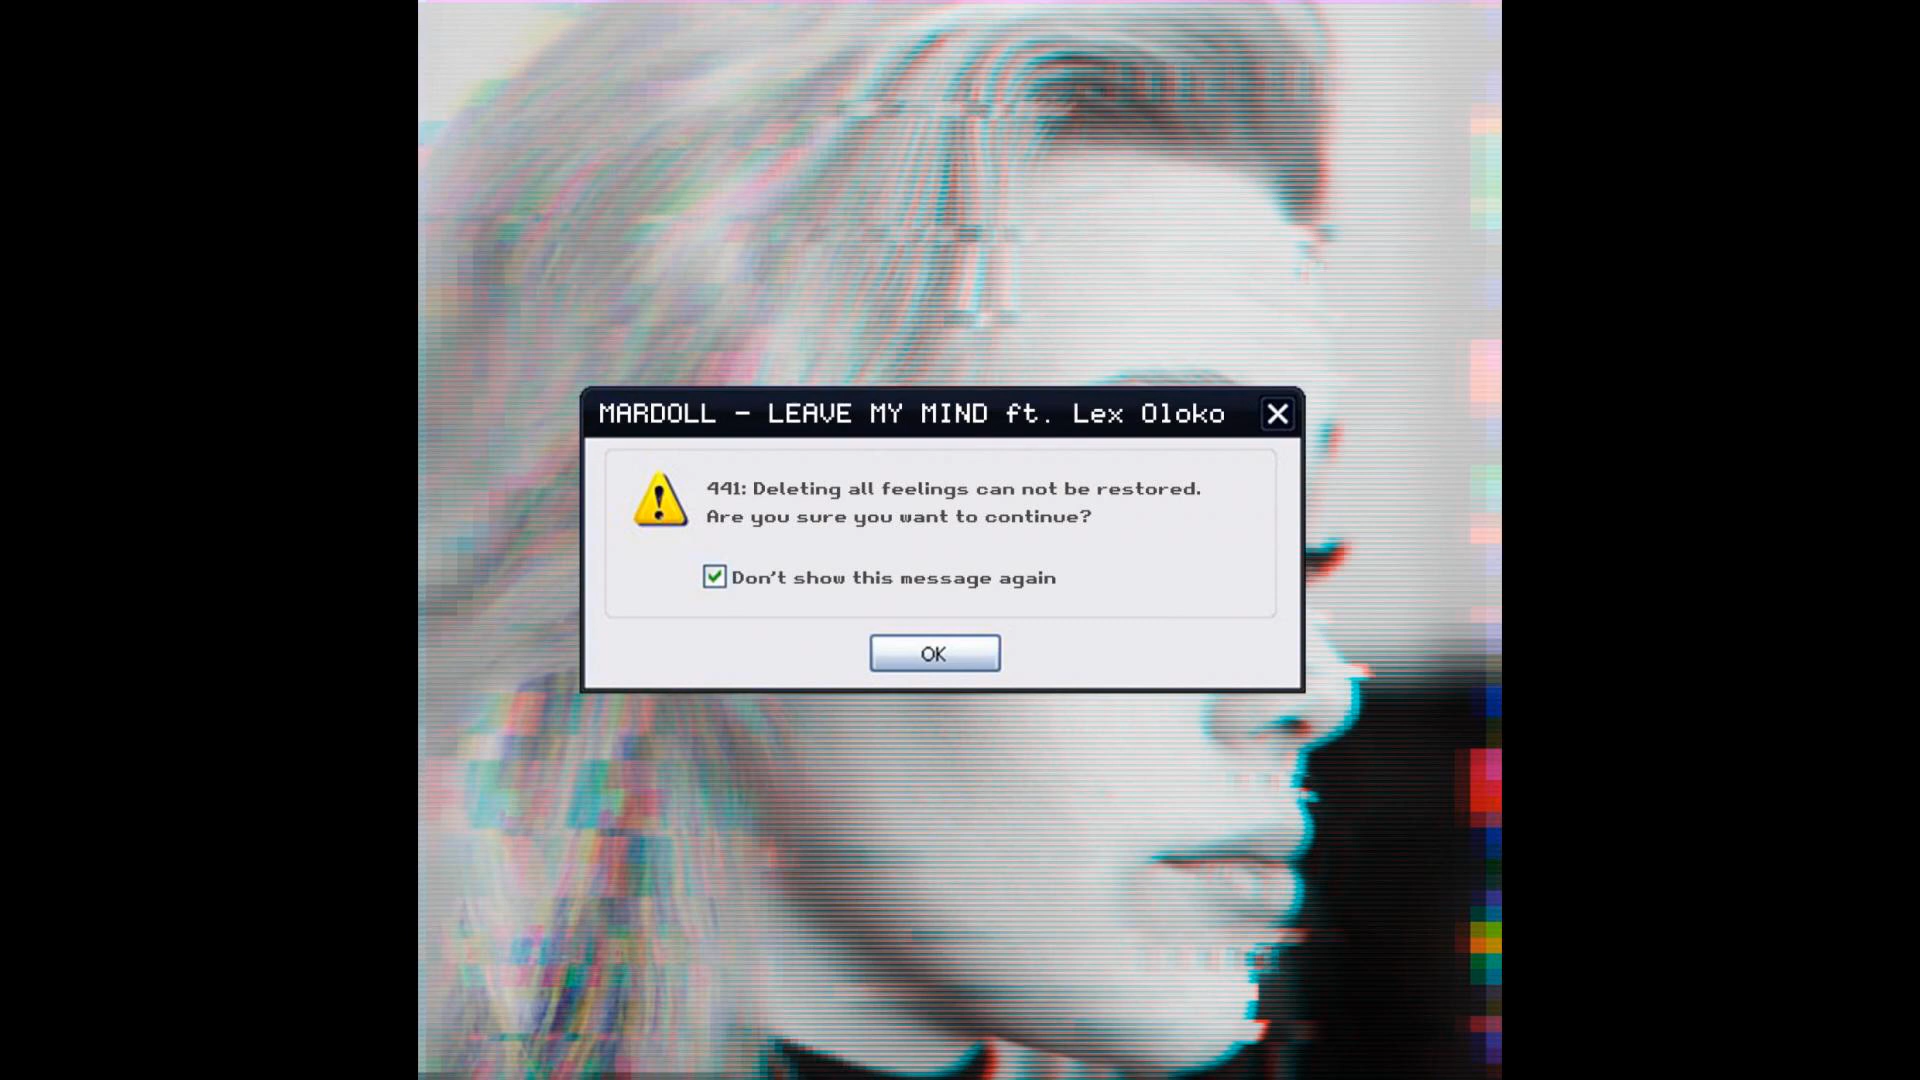 MARDOLL - LEAVE MY MIND ft. Lex Oloko
441: Deleting all feelings can not be restored.
Are you sure you want to continue?
Don't show this message again
OK